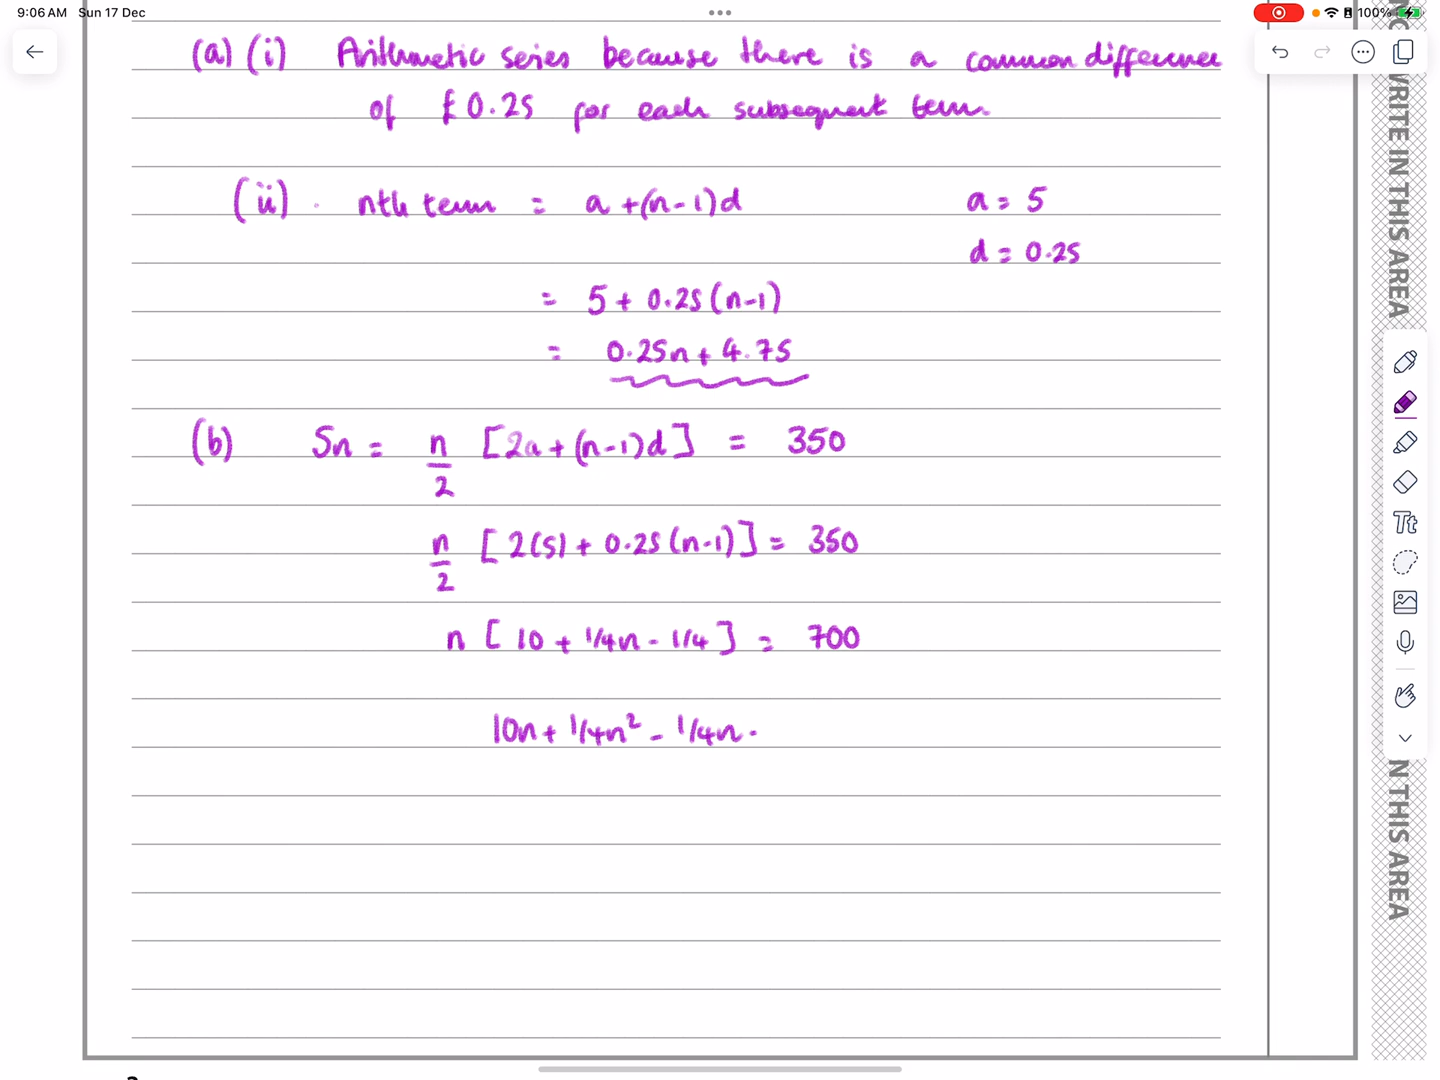 9:06 AM Sun 17 Dec
100%
(a) (i) Arithmetic series because there is a common difference
of £0.25 for each subsequent term.
(ii) . nth term = a + (n-1)d a = 5
d = 0.25
= 5 + 0.25(n-1)
= 0.25n + 4.75
(b) Sn = n/2 [2a + (n-1)d] = 350
n/2 [2(5) + 0.25(n-1)] = 350
n [10 + 1/4n - 1/4] = 700
10n + 1/4n² - 1/4n -
WRITE IN THIS AREA
Tt
N THIS AREA